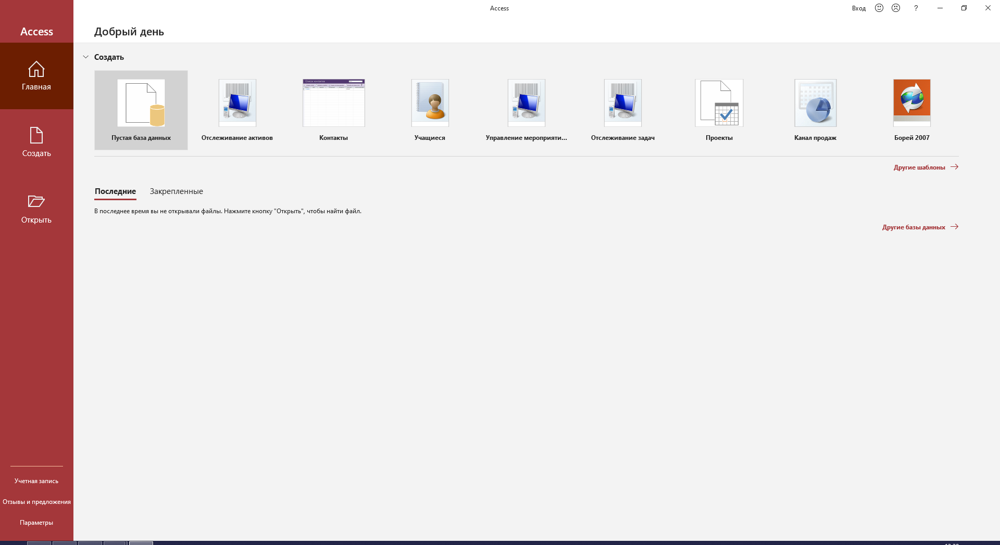 Access
Вход
?
Access
Добрый день
Главная
Создать
Открыть
Учетная запись
Отзывы и предложения
Параметры
Создать
Пустая база данных
Отслеживание активов
Контакты
Учащиеся
Управление мероприяти...
Отслеживание задач
Проекты
Канал продаж
Борей 2007
Другие шаблоны
Последние
Закрепленные
В последнее время вы не открывали файлы. Нажмите кнопку "Открыть", чтобы найти файл.
Другие базы данных